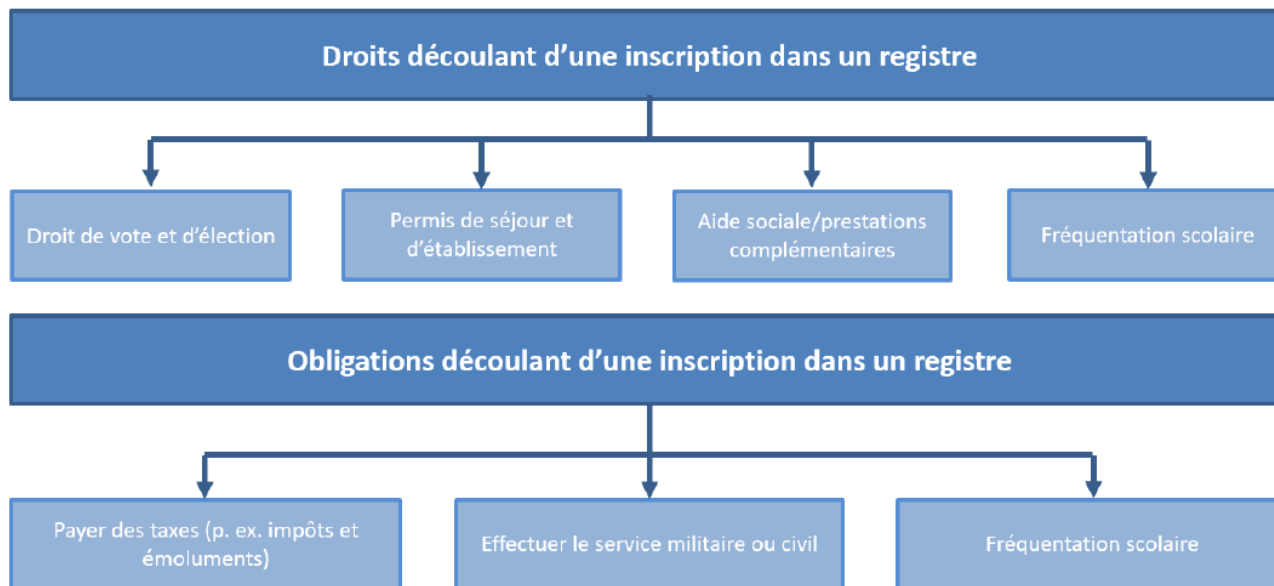 Droits découlant d'une inscription dans un registre
Droit de vote et d'élection
Permis de séjour et
d'établissement
Aide sociale/prestations
complémentaires
Fréquentation scolaire
Obligations découlant d'une inscription dans un registre
Payer des taxes (p. ex. impôts et
émoluments)
Effectuer le service militaire ou civil
Fréquentation scolaire